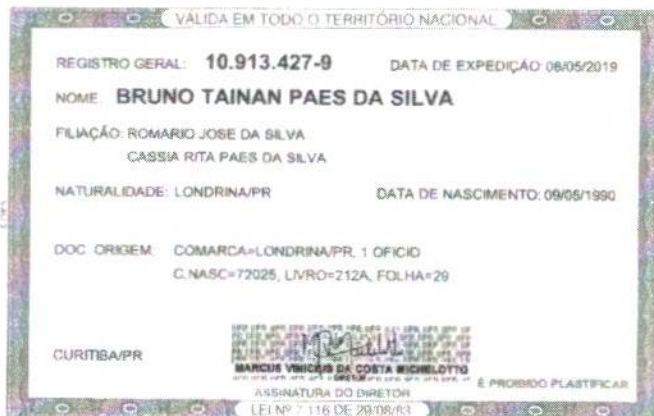 VÁLIDA EM TODO O TERRITÓRIO NACIONAL
REGISTRO GERAL: 10.913.427-9 DATA DE EXPEDIÇÃO: 08/05/2019
NOME: BRUNO TAINAN PAES DA SILVA
FILIAÇÃO: ROMARIO JOSE DA SILVA
CASSIA RITA PAES DA SILVA
NATURALIDADE: LONDRINA/PR DATA DE NASCIMENTO: 09/05/1990
DOC. ORIGEM: COMARCA=LONDRINA/PR, 1 OFICIO
C.NASC=72025, LIVRO=212A, FOLHA=29
CURITIBA/PR
MARCUS VINICIUS DA COSTA MICHELOTTO
ASSINATURA DO DIRETOR
É PROIBIDO PLASTIFICAR
LEI Nº 7.116 DE 29/08/83